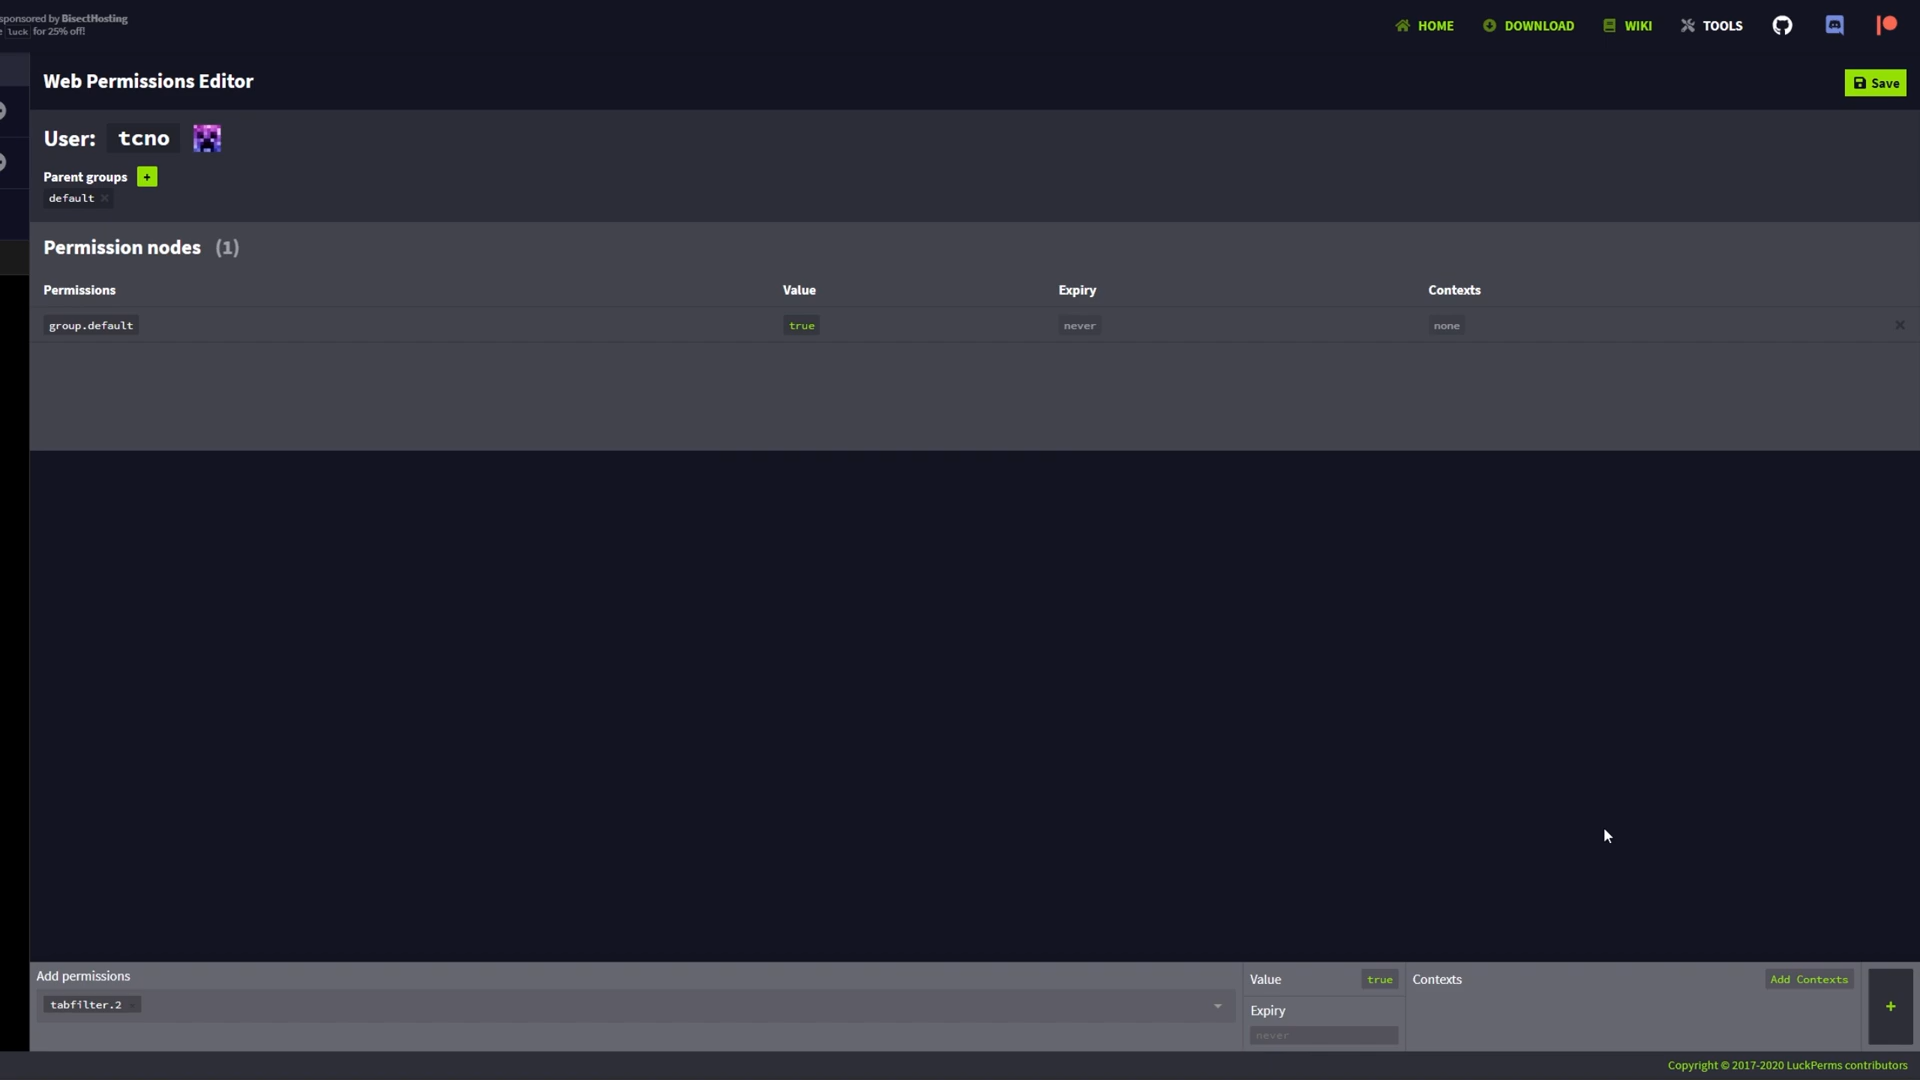 sponsored by BisectHosting
luck for 25% off!
HOME
DOWNLOAD
WIKI
TOOLS
Web Permissions Editor
Save
User: tcno
Parent groups +
default ×
Permission nodes (1)
Permissions Value Expiry Contexts
group.default true never none ×
Add permissions
tabfilter.2
Value true
Expiry
never
Contexts
Add Contexts
+
Copyright © 2017-2020 LuckPerms contributors